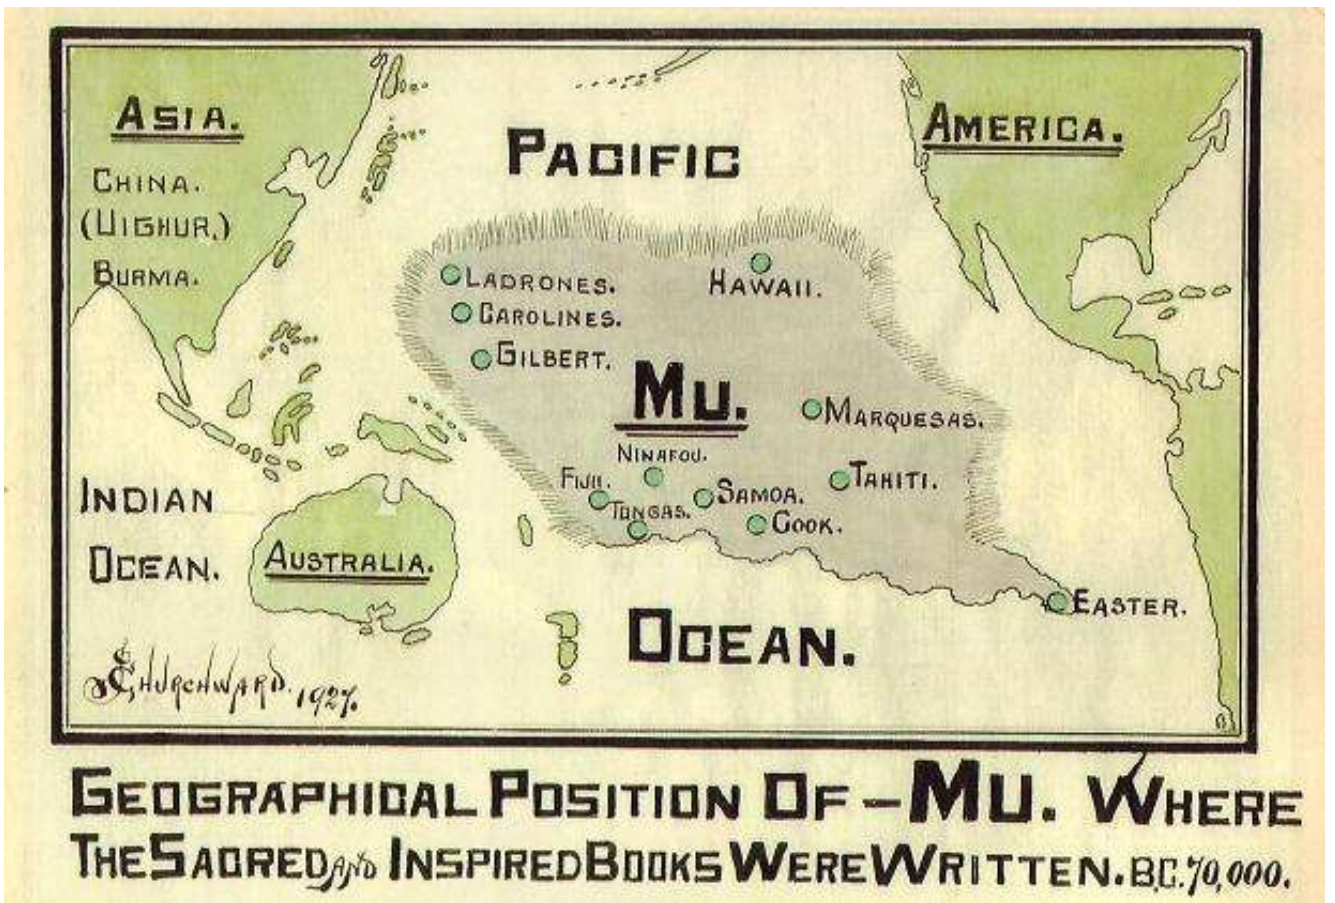 ASIA.
CHINA.
(UIGHUR.)
BURMA.
PACIFIC
AMERICA.
LADRONES.
HAWAII.
CAROLINES.
GILBERT.
MU.
MARQUESAS.
NINAFOU.
FIJII.
TAHITI.
SAMOA.
TONGAS.
COOK.
INDIAN
OCEAN.
AUSTRALIA.
EASTER.
OCEAN.
J CHURCHWARD. 1927.
GEOGRAPHICAL POSITION OF – MU. WHERE
THE SACRED AND INSPIRED BOOKS WERE WRITTEN. B.C. 70,000.